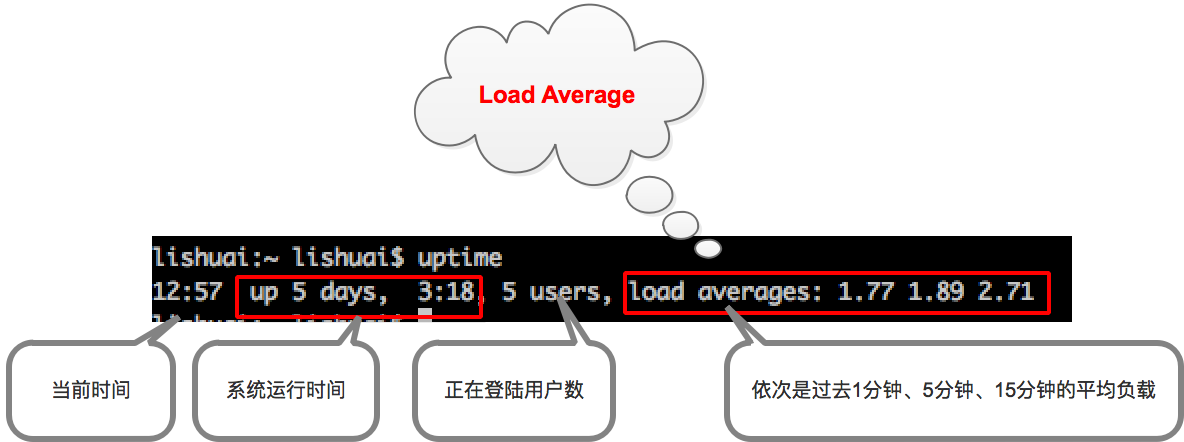 Load Average
lishuai:~ lishuai$ uptime
12:57  up 5 days,  3:18, 5 users, load averages: 1.77 1.89 2.71
当前时间
系统运行时间
正在登陆用户数
依次是过去1分钟、5分钟、15分钟的平均负载